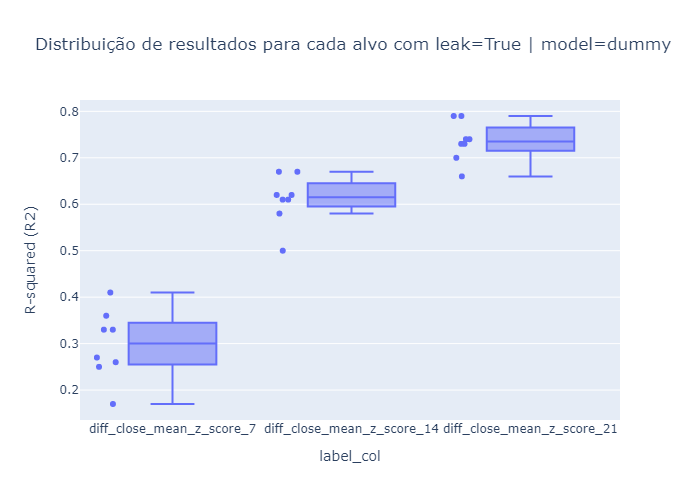 Distribuição de resultados para cada alvo com leak=True | model=dummy
0.8
0.7
0.6
0.5
0.4
0.3
0.2
R-squared (R2)
diff_close_mean_z_score_7 diff_close_mean_z_score_14 diff_close_mean_z_score_21
label_col